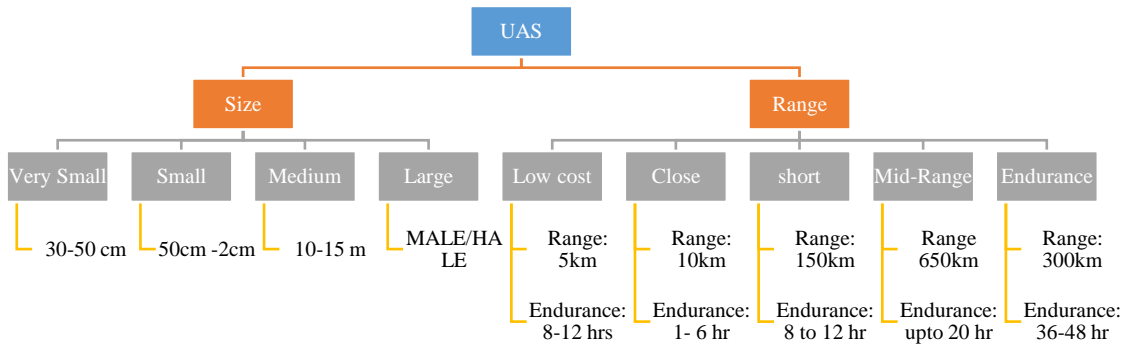 UAS
Size
Range
Very Small
Small
Medium
Large
Low cost
Close
short
Mid-Range
Endurance
30-50 cm
50cm -2cm
10-15 m
MALE/HA
LE
Range:
5km
Endurance:
8-12 hrs
Range:
10km
Endurance:
1- 6 hr
Range:
150km
Endurance:
8 to 12 hr
Range
650km
Endurance:
upto 20 hr
Range:
300km
Endurance:
36-48 hr